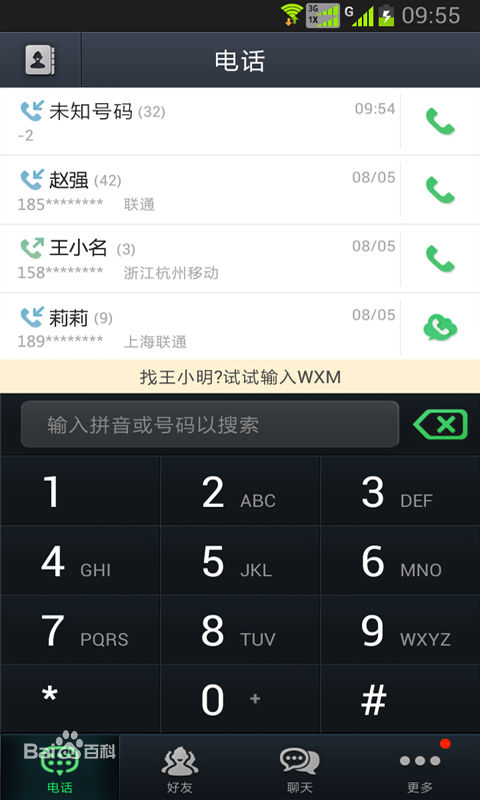 3G
1X
G
09:55
电话
未知号码 (32)
09:54
-2
赵强 (42)
08/05
185******** 联通
王小名 (3)
08/05
158******** 浙江杭州移动
莉莉 (9)
08/05
189******** 上海联通
找王小明?试试输入WXM
输入拼音或号码以搜索
1
2 ABC
3 DEF
4 GHI
5 JKL
6 MNO
7 PQRS
8 TUV
9 WXYZ
*
0 +
#
Bai百科
电话
好友
聊天
更多